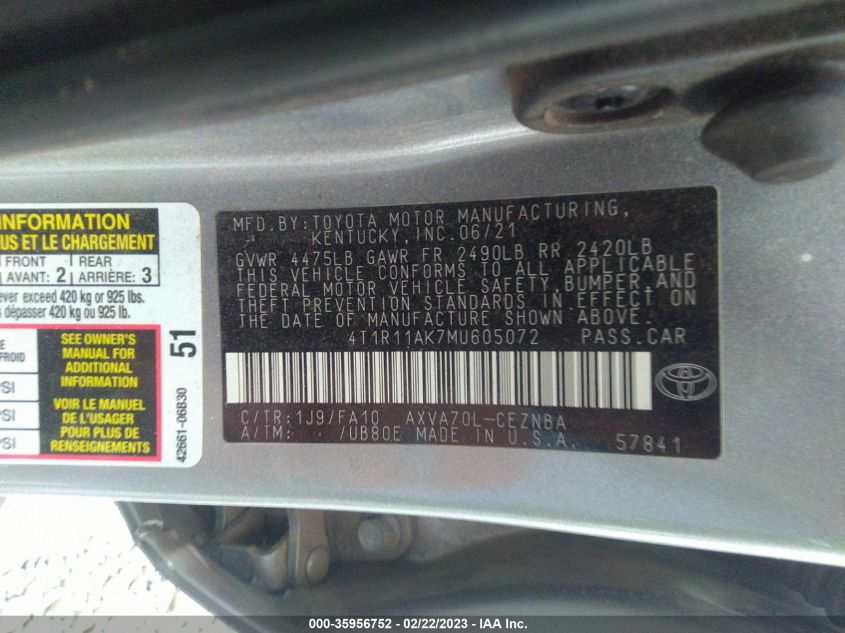 INFORMATION
US ET LE CHARGEMENT
FRONT REAR
AVANT: 2 ARRIÈRE: 3
ever exceed 420 kg or 925 lbs.
s dépasser 420 kg ou 925 lb.
SEE OWNER'S
MANUAL FOR
ADDITIONAL
INFORMATION
VOIR LE MANUEL
DE L'USAGER
POUR PLUS DE
RENSEIGNEMENTS
FROID
PSI
PSI
PSI
51
42661-06B30
MFD.BY:TOYOTA MOTOR MANUFACTURING,
KENTUCKY,INC.06/21
GVWR 4475LB GAWR FR 2490LB RR 2420LB
THIS VEHICLE CONFORMS TO ALL APPLICABLE
FEDERAL MOTOR VEHICLE SAFETY,BUMPER,AND
THEFT PREVENTION STANDARDS IN EFFECT ON
THE DATE OF MANUFACTURE SHOWN ABOVE.
4T1R11AK7MU605072 PASS.CAR
C/TR:1J9/FA10 AXVA70L-CEZNBA
A/TM: /UB80E MADE IN U.S.A. 57841
000-35956752 - 02/22/2023 - IAA Inc.